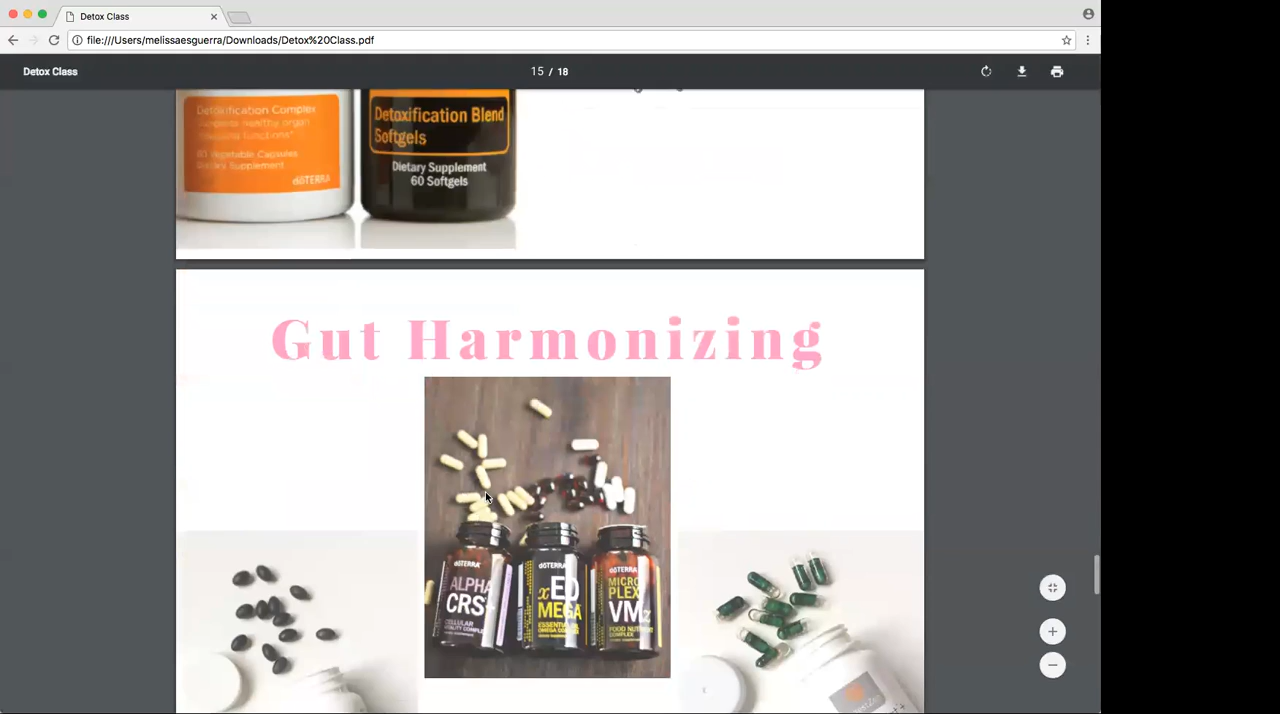 Detox Class
file:///Users/melissaesguerra/Downloads/Detox%20Class.pdf
Detox Class
15 / 18
Detoxification Complex
Supports healthy organ
functions*
60 Vegetable Capsules
Dietary Supplement
dōTERRA
Detoxification Blend
Softgels
Dietary Supplement
60 Softgels
Gut Harmonizing
dōTERRA
ALPHA
CRS+
CELLULAR
VITALITY COMPLEX
dōTERRA
xEO
MEGA
ESSENTIAL OIL
OMEGA COMPLEX
dōTERRA
MICRO
PLEX
VMz
FOOD NUTRIENT
COMPLEX